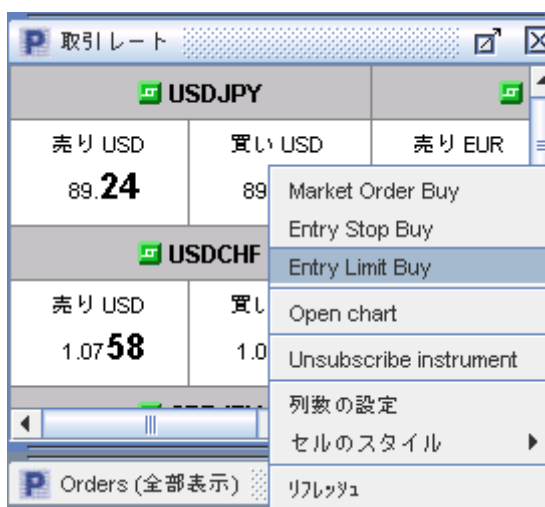 P 取引レート
USDJPY
売り USD 買い USD 売り EUR
89.24 89
USDCHF
売り USD
1.0758 1.0
Market Order Buy
Entry Stop Buy
Entry Limit Buy
Open chart
Unsubscribe instrument
列数の設定
セルのスタイル
リフレッシュ
P Orders (全部表示)